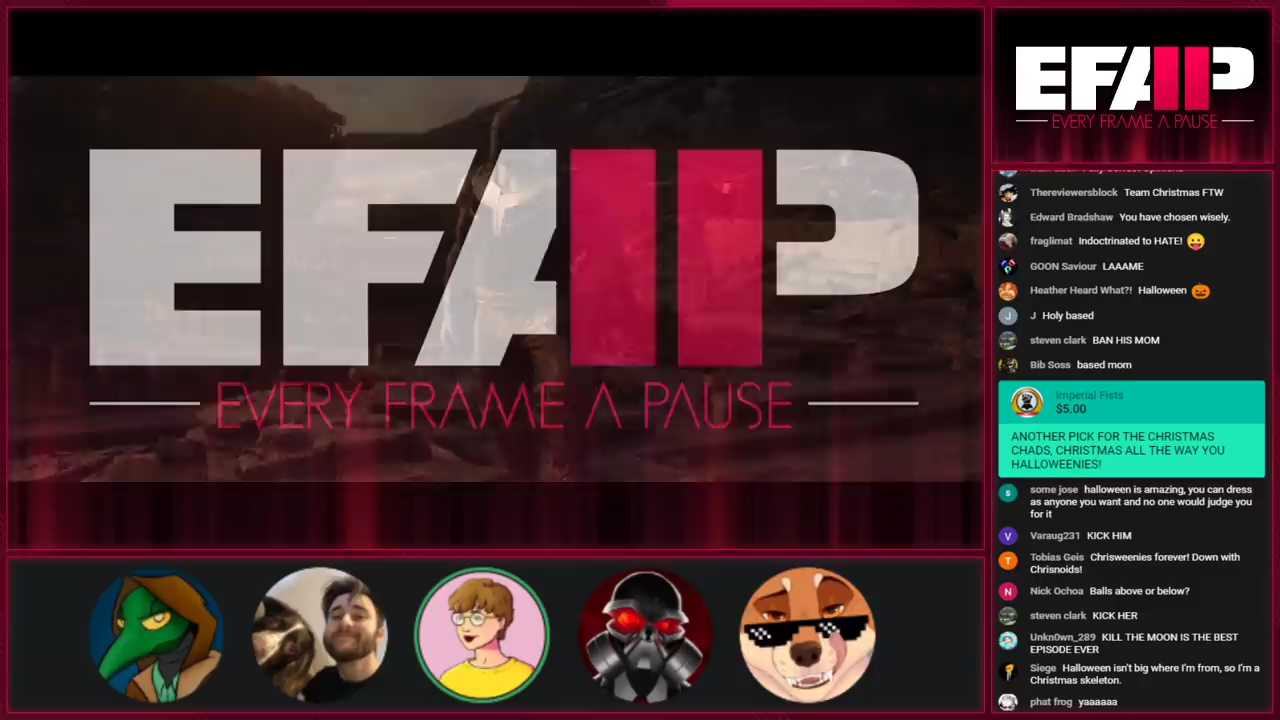 EFAP
EVERY FRAME A PAUSE
EFAP
EVERY FRAME A PAUSE
Thereviewersblock Team Christmas FTW
Edward Bradshaw You have chosen wisely.
fraglimat Indoctrinated to HATE! 😛
GOON Saviour LAAAME
Heather Heard What?! Halloween 🎃
J J Holy based
steven clark BAN HIS MOM
Bib Soss based mom
Imperial Fists
$5.00
ANOTHER PICK FOR THE CHRISTMAS
CHADS, CHRISTMAS ALL THE WAY YOU
HALLOWEENIES!
s some jose halloween is amazing, you can dress
as anyone you want and no one would judge you
for it
V Varaug231 KICK HIM
T Tobias Geis Chrisweenies forever! Down with
Chrisnoids!
N Nick Ochoa Balls above or below?
steven clark KICK HER
Unkn0wn_289 KILL THE MOON IS THE BEST
EPISODE EVER
Siege Halloween isn't big where I'm from, so I'm a
Christmas skeleton.
phat frog yaaaaaa